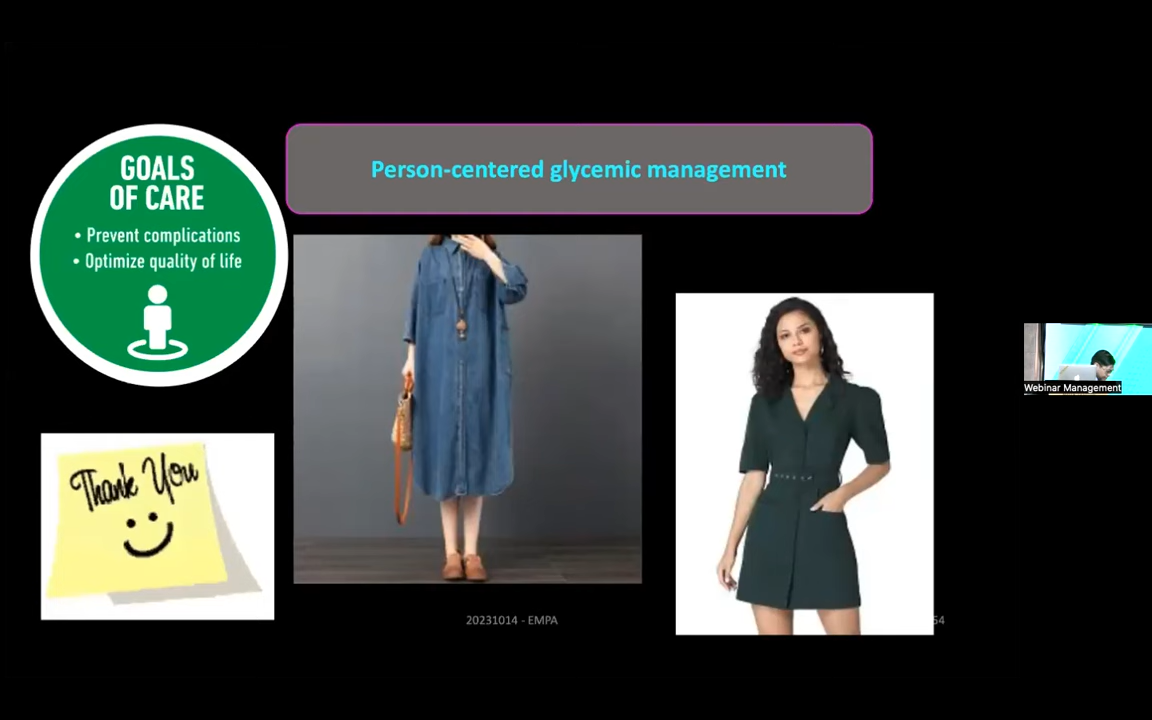 GOALS
OF CARE
• Prevent complications
• Optimize quality of life
Person-centered glycemic management
Thank You
Webinar Management
20231014 - EMPA
54